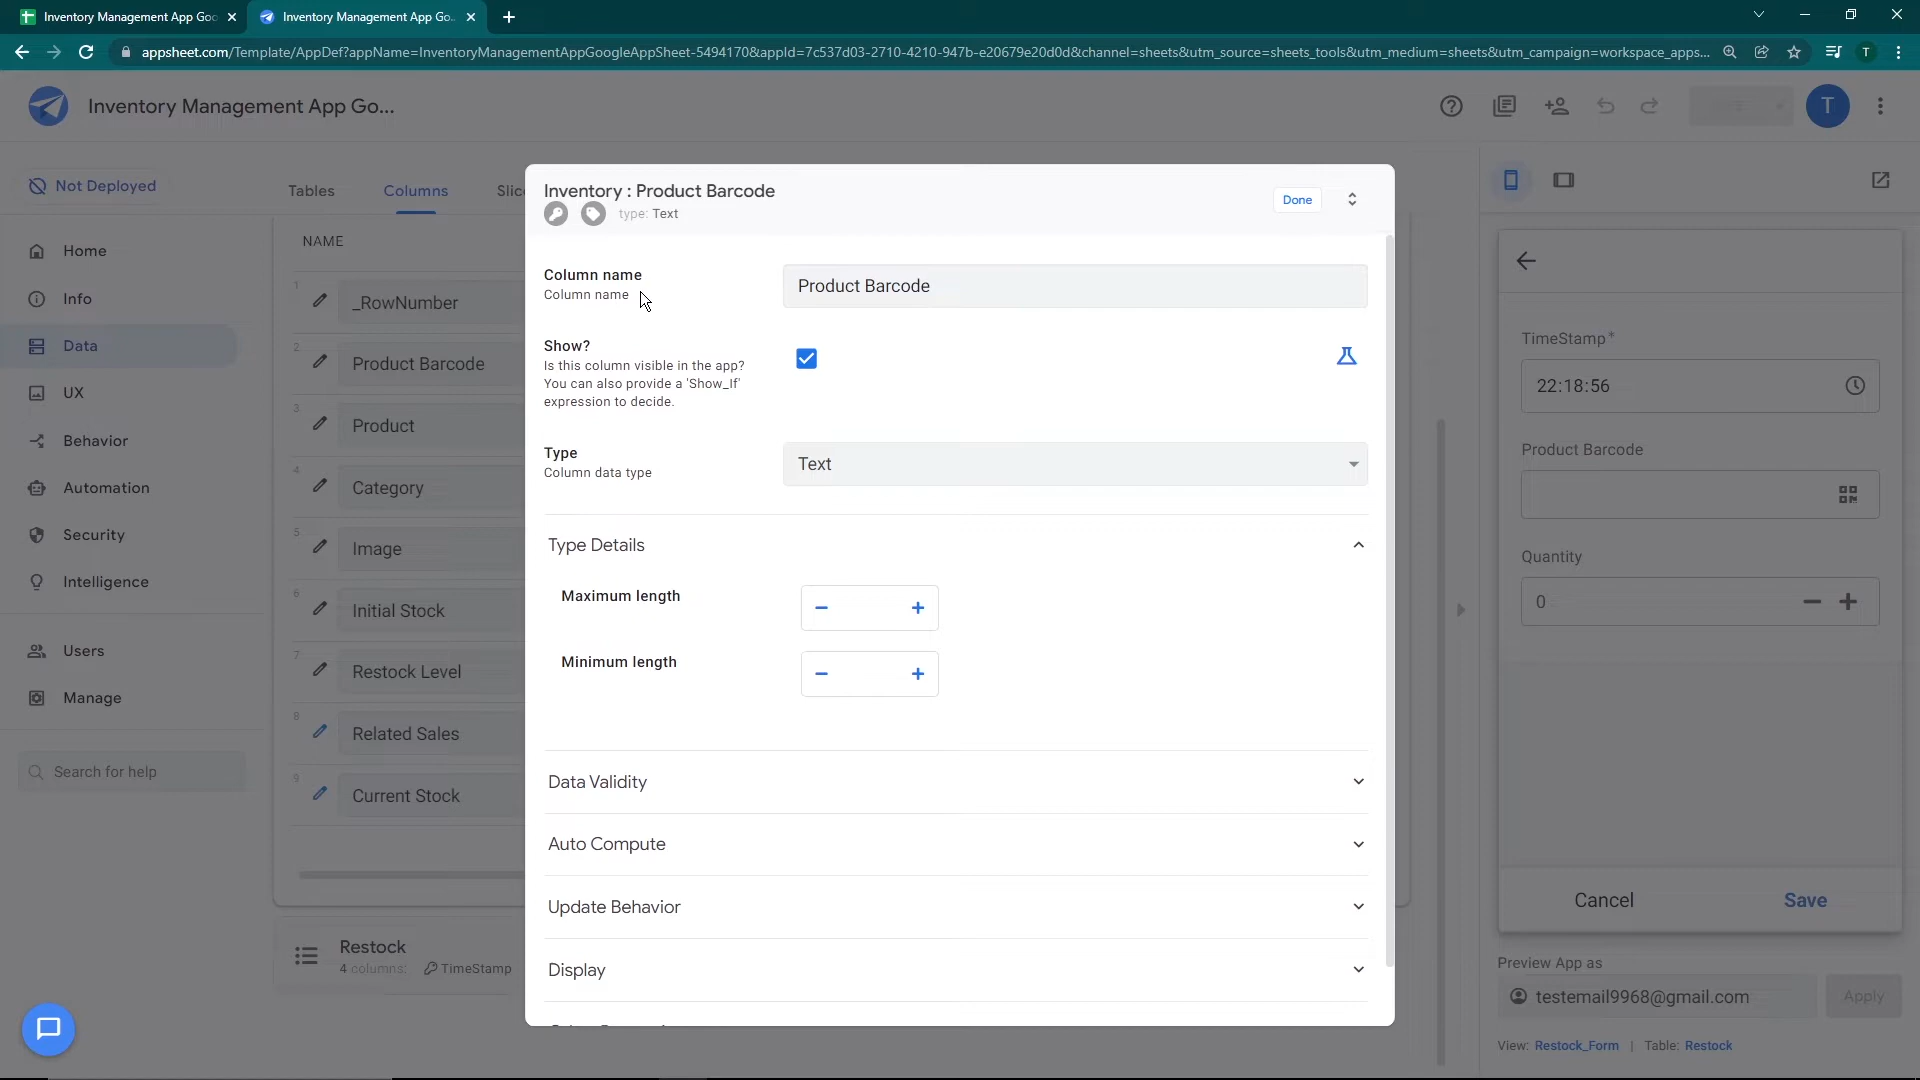 Inventory Management App Goo
Inventory Management App Go...
appsheet.com/Template/AppDef?appName=InventoryManagementAppGoogleAppSheet-5494170&appId=7c537d03-2710-4210-947b-e20679e20d0d&channel=sheets&utm_source=sheets_tools&utm_medium=sheets&utm_campaign=workspace_apps...
T
Inventory Management App Go...
T
Not Deployed
Home
Info
Data
UX
Behavior
Automation
Security
Intelligence
Users
Manage
Search for help
Tables
Columns
Slic
NAME
1
_RowNumber
2
Product Barcode
3
Product
4
Category
5
Image
6
Initial Stock
7
Restock Level
8
Related Sales
9
Current Stock
Restock
4 columns: TimeStamp
Inventory : Product Barcode
type: Text
Done
Column name
Column name
Product Barcode
Show?
Is this column visible in the app?
You can also provide a 'Show_If'
expression to decide.
Type
Column data type
Text
Type Details
Maximum length
Minimum length
Data Validity
Auto Compute
Update Behavior
Display
TimeStamp*
22:18:56
Product Barcode
Quantity
0
Cancel
Save
Preview App as
testemail9968@gmail.com
Apply
View: Restock_Form | Table: Restock